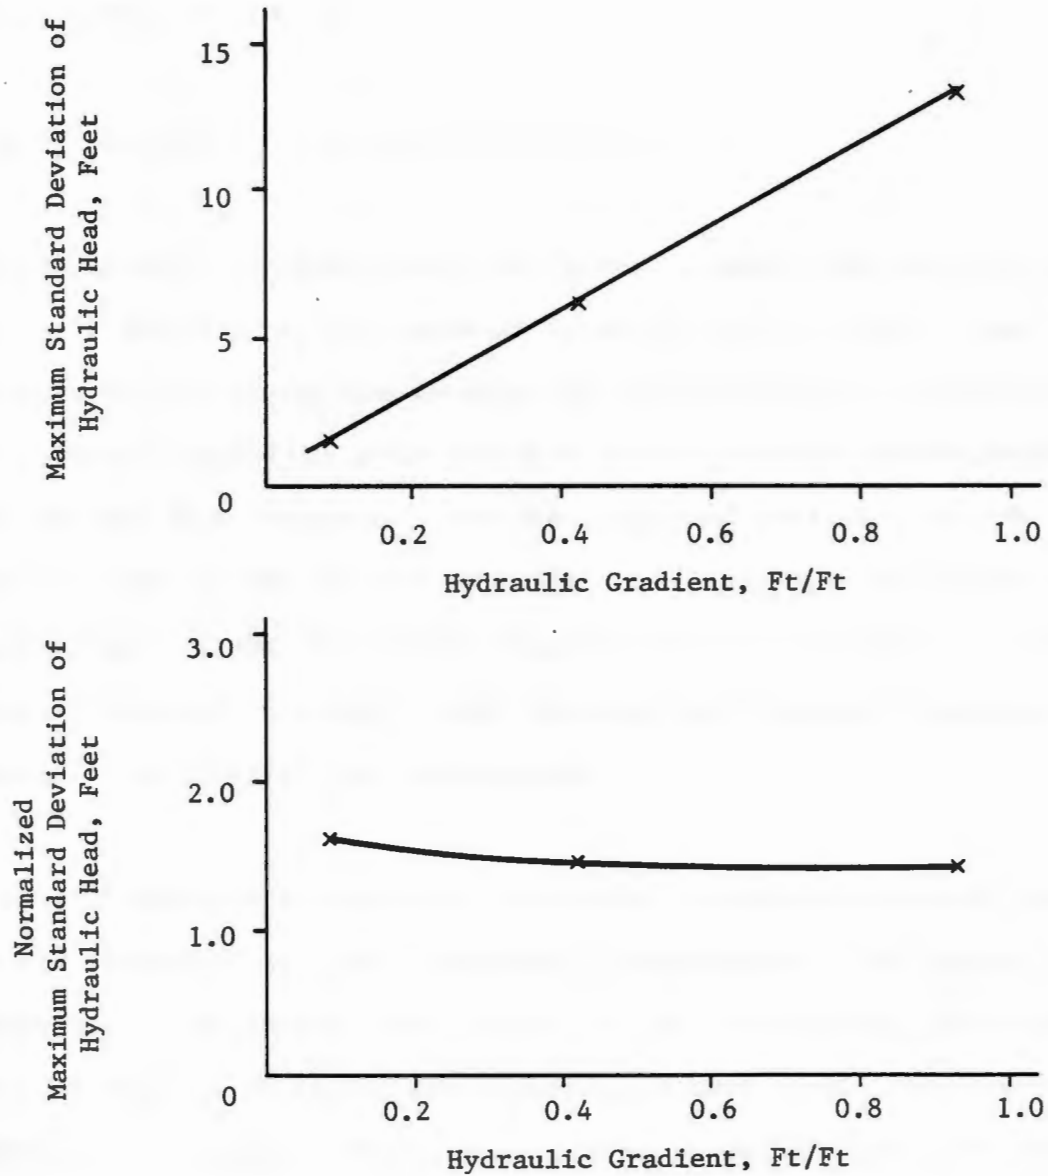 Maximum Standard Deviation of
Hydraulic Head, Feet
15
10
5
0
0.2 0.4 0.6 0.8 1.0
Hydraulic Gradient, Ft/Ft
Normalized
Maximum Standard Deviation of
Hydraulic Head, Feet
3.0
2.0
1.0
0
0.2 0.4 0.6 0.8 1.0
Hydraulic Gradient, Ft/Ft